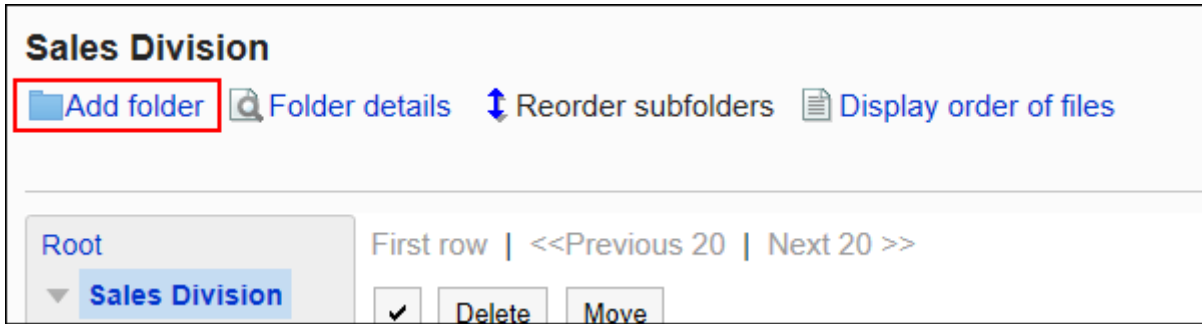 Sales Division
Add folder Folder details Reorder subfolders Display order of files
Root
First row | <<Previous 20 | Next 20 >>
Sales Division
Delete Move